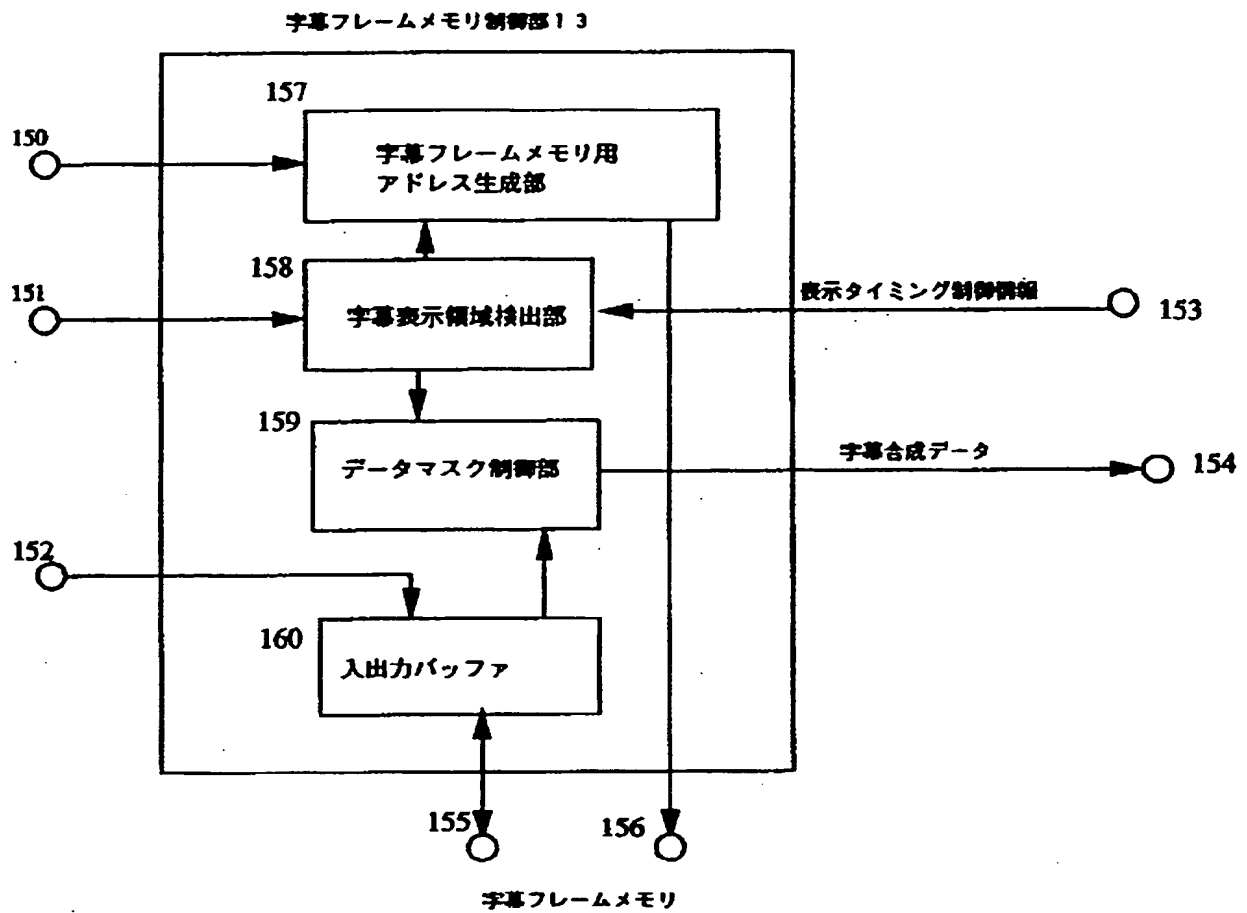 字幕フレームメモリ制御部13
157
150
字幕フレームメモリ用
アドレス生成部
158
151
字幕表示領域検出部
表示タイミング制御情報
153
159
データマスク制御部
字幕合成データ
154
152
160
入出力バッファ
155
156
字幕フレームメモリ